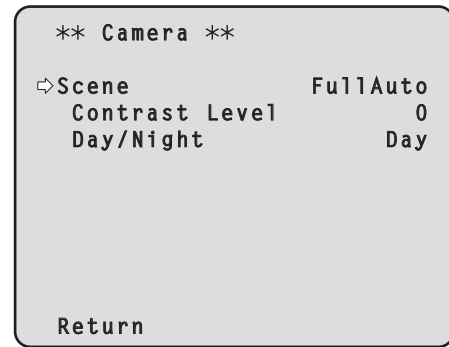 ** Camera **
⇨Scene FullAuto
Contrast Level 0
Day/Night Day
Return